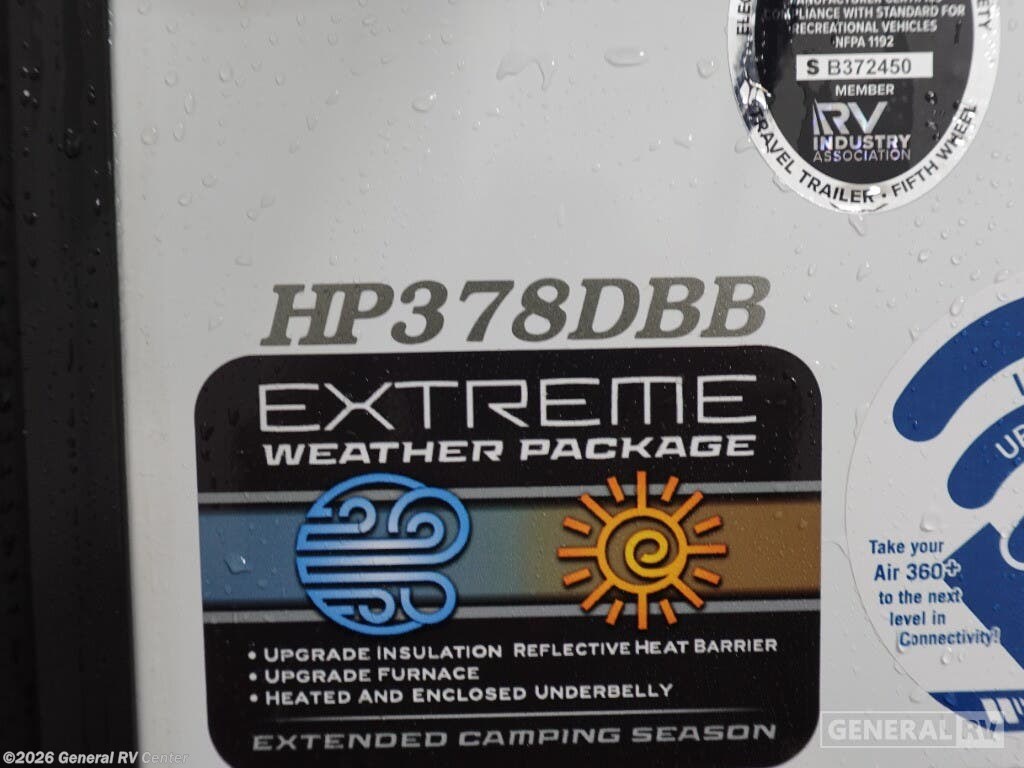 COMPLIANCE WITH STANDARD FOR
RECREATIONAL VEHICLES
NFPA 1192
S B372450
MEMBER
RV
INDUSTRY
ASSOCIATION
TRAVEL TRAILER • FIFTH WHEEL
HP378DBB
EXTREME
WEATHER PACKAGE
• UPGRADE INSULATION REFLECTIVE HEAT BARRIER
• UPGRADE FURNACE
• HEATED AND ENCLOSED UNDERBELLY
EXTENDED CAMPING SEASON
Take your
Air 360+
to the next
level in
Connectivity!
GENERAL RV
©2026 General RV Center